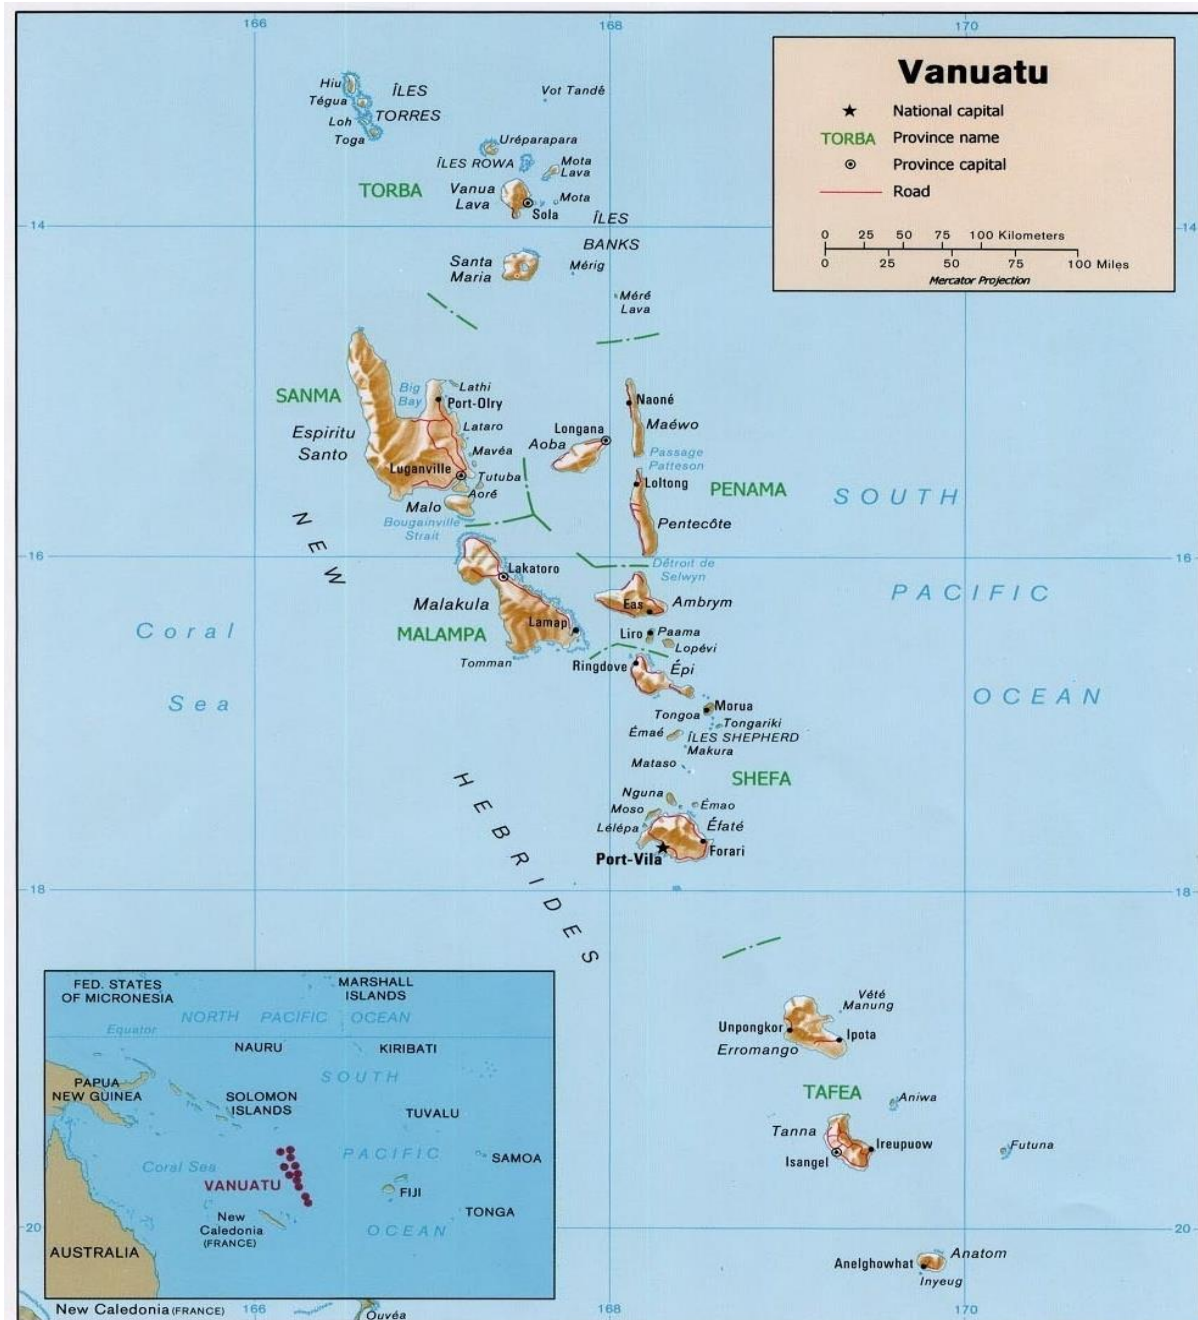 166
168
170
Vanuatu
National capital
TORBA Province name
Province capital
Road
0 25 50 75 100 Kilometers
0 25 50 75 100 Miles
Mercator Projection
Hiu
Tégua
Loh
Toga
ÎLES
TORRES
Vot Tandé
Uréparapara
ÎLES ROWA
Mota
Lava
TORBA
Vanua
Lava
Sola
Mota
14
14
ÎLES
BANKS
Santa
Maria
Mérig
Méré
Lava
SANMA
Big
Bay
Lathi
Port-Olry
Espiritu
Santo
Lataro
Mavéa
Luganville
Tutuba
Aoré
Malo
Bougainville
Strait
Longana
Aoba
Naoné
Maéwo
Passage
Patteson
Loltong
PENAMA
Pentecôte
SOUTH
PACIFIC
OCEAN
NEW
HEBRIDES
16
16
Détroit de
Selwyn
Lakatoro
Malakula
MALAMPA
Lamap
Tomman
Eas
Ambrym
Liro
Paama
Lopévi
Ringdove
Épi
Coral
Sea
Morua
Tongoa
Tongariki
Émaé
ÎLES SHEPHERD
Makura
Mataso
SHEFA
Nguna
Moso
Émao
Lélépa
Éfaté
Port-Vila
Forari
18
18
Vété
Manung
Unpongkor
Ipota
Erromango
TAFEA
Aniwa
Tanna
Ireupuow
Isangel
Futuna
20
20
Anatom
Anelghowhat
Inyeug
FED. STATES
OF MICRONESIA
MARSHALL
ISLANDS
NORTH PACIFIC OCEAN
Equator
NAURU
KIRIBATI
SOUTH
PAPUA
NEW GUINEA
SOLOMON
ISLANDS
TUVALU
Coral Sea
PACIFIC
SAMOA
VANUATU
FIJI
New
Caledonia
(FRANCE)
TONGA
OCEAN
AUSTRALIA
New Caledonia (FRANCE)
166
Ouvéa
168
170